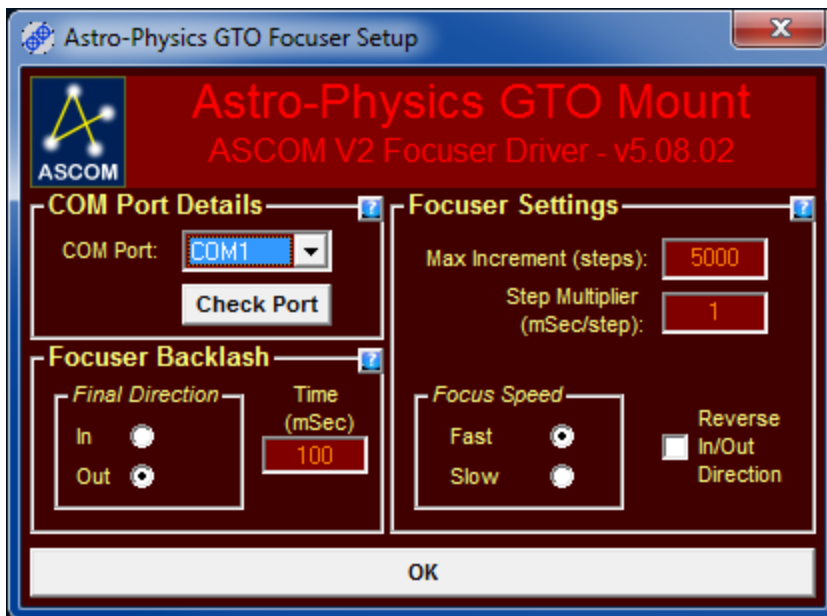 Astro-Physics GTO Focuser Setup
Astro-Physics GTO Mount
ASCOM V2 Focuser Driver - v5.08.02
ASCOM
COM Port Details
?
COM Port:
COM1
Check Port
Focuser Backlash
?
Final Direction
In
Out
Time
(mSec)
100
Focuser Settings
?
Max Increment (steps):
5000
Step Multiplier
(mSec/step):
1
Focus Speed
Fast
Slow
Reverse
In/Out
Direction
OK